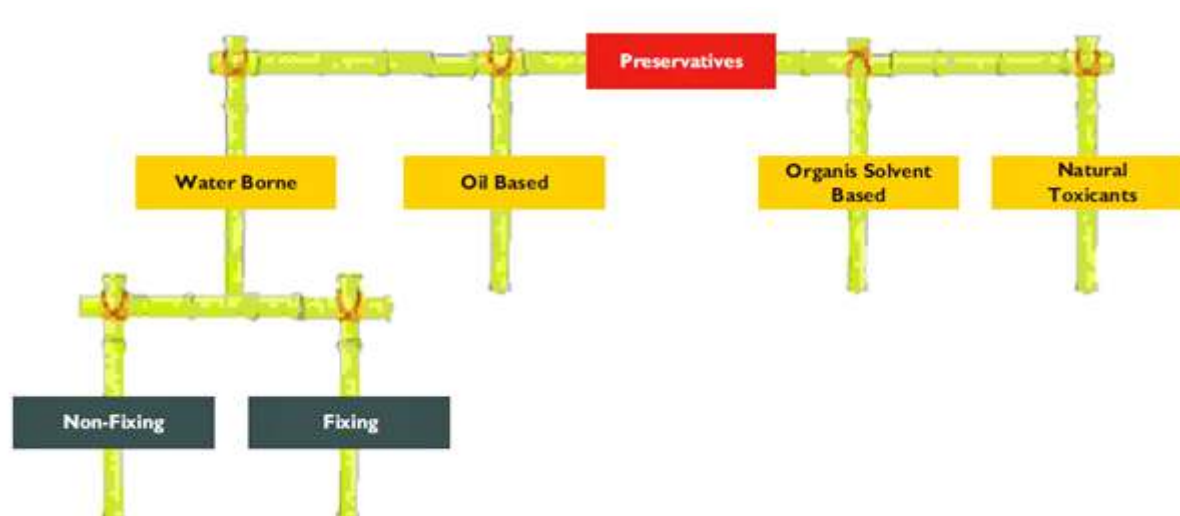 Preservatives
Water Borne
Oil Based
Organis Solvent
Based
Natural
Toxicants
Non-Fixing
Fixing